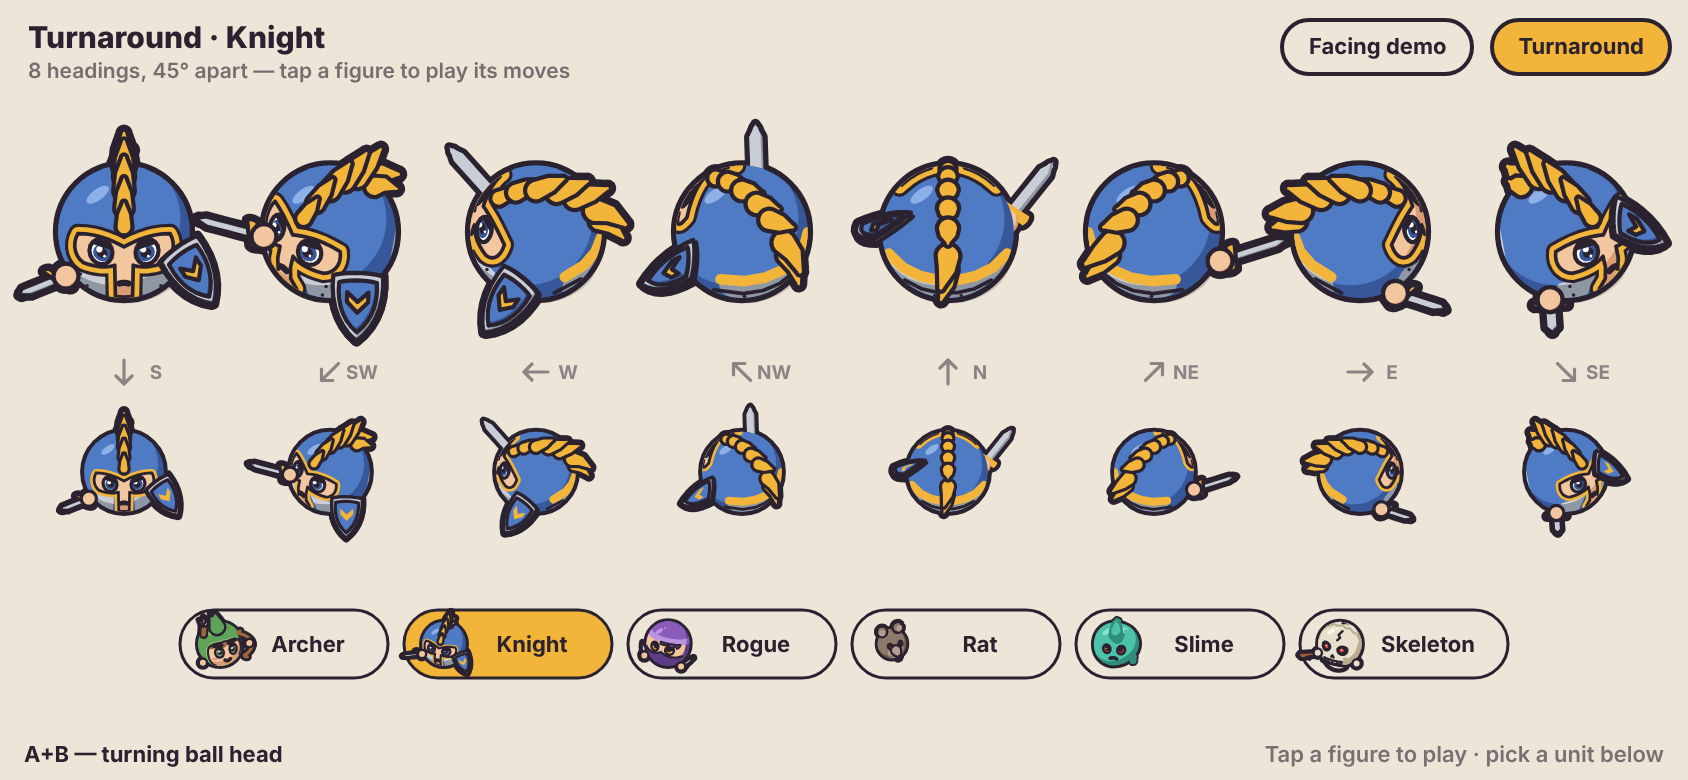 Turnaround · Knight
8 headings, 45° apart — tap a figure to play its moves
Facing demo
Turnaround
S
SW
W
NW
N
NE
E
SE
Archer
Knight
Rogue
Rat
Slime
Skeleton
A+B — turning ball head
Tap a figure to play · pick a unit below